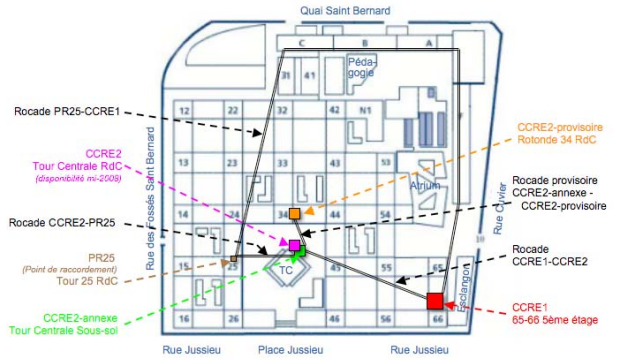 Quai Saint Bernard
C B A
Péda-
gogie
31 41
Rocade PR25-CCRE1
12 22 32 42 N1
F
CCRE2-provisoire
Rotonde 34 RdC
CCRE2
Tour Centrale RdC
(disponibilité mi-2009)
13 23 33 43 53
Rue des Fossés Saint Bernard
Atrium
Rocade provisoire
CCRE2-annexe -
CCRE2-provisoire
Rue Cuvier
14 24 34 44 54
Rocade CCRE2-PR25
Rocade
CCRE1-CCRE2
PR25
(Point de raccordement)
Tour 25 RdC
15 25 TC 45 55 65
Esclangon
CCRE2-annexe
Tour Centrale Sous-sol
CCRE1
65-66 5ème étage
16 26 46 56 66
Rue Jussieu Place Jussieu Rue Jussieu